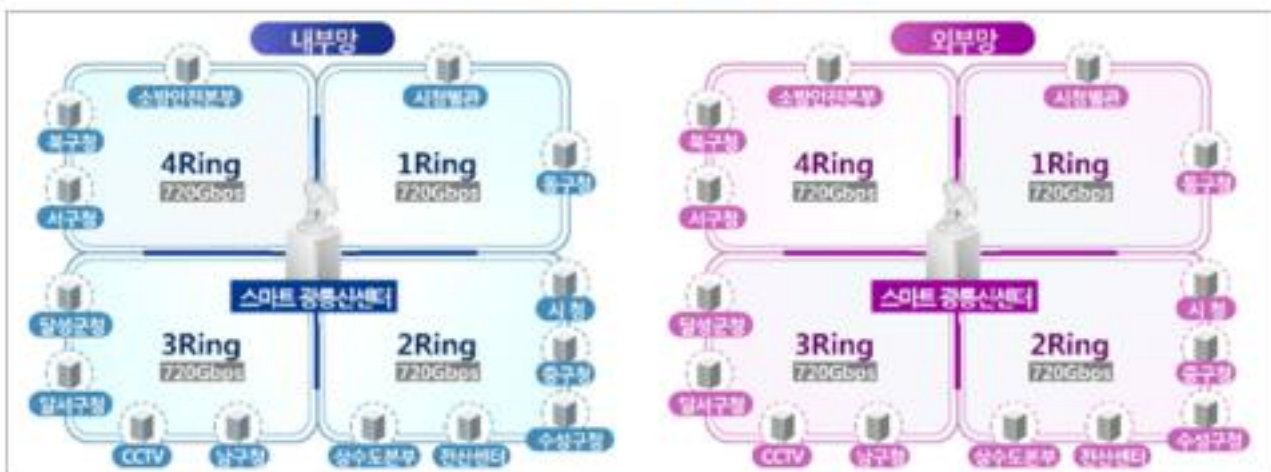 내부망
소방안전본부
시청별관
북구청
4Ring
720Gbps
1Ring
720Gbps
동구청
서구청
스마트 광통신센터
달성군청
시 청
3Ring
720Gbps
2Ring
720Gbps
중구청
달서구청
수성구청
CCTV
남구청
상수도본부
전산센터
외부망
소방안전본부
시청별관
북구청
4Ring
720Gbps
1Ring
720Gbps
동구청
서구청
스마트 광통신센터
달성군청
시 청
3Ring
720Gbps
2Ring
720Gbps
중구청
달서구청
수성구청
CCTV
남구청
상수도본부
전산센터